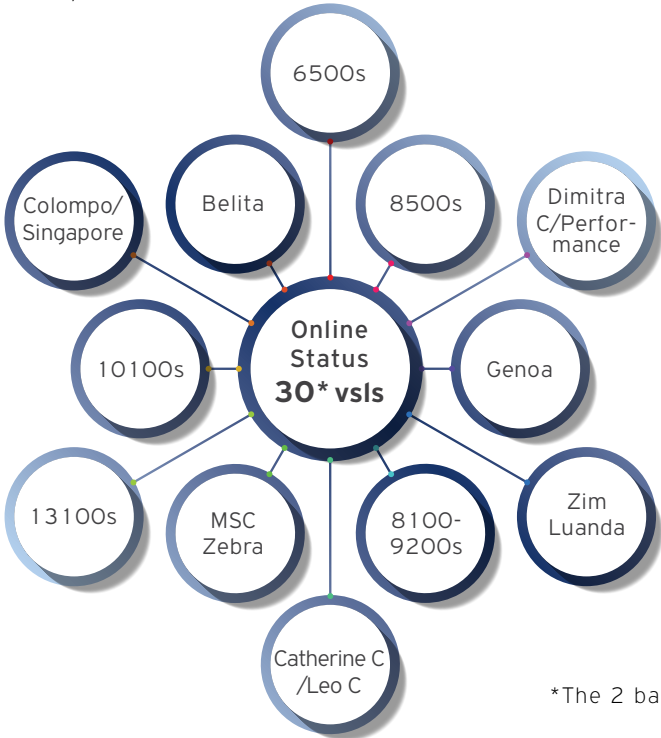 6500s
Belita
8500s
Colompo/
Singapore
Dimitra
C/Perfor-
mance
Online
Status
30* vsls
10100s
Genoa
13100s
MSC
Zebra
8100-
9200s
Zim
Luanda
Catherine C
/Leo C
*The 2 ba